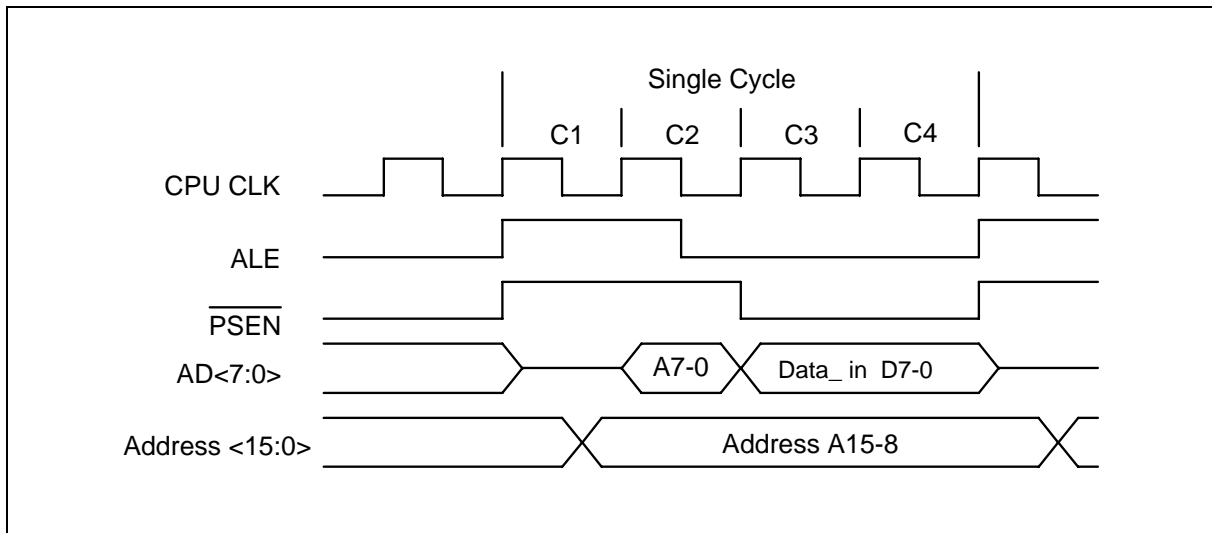 Single Cycle
C1 C2 C3 C4
CPU CLK
ALE
PSEN
AD<7:0> A7-0 Data_ in D7-0
Address <15:0> Address A15-8